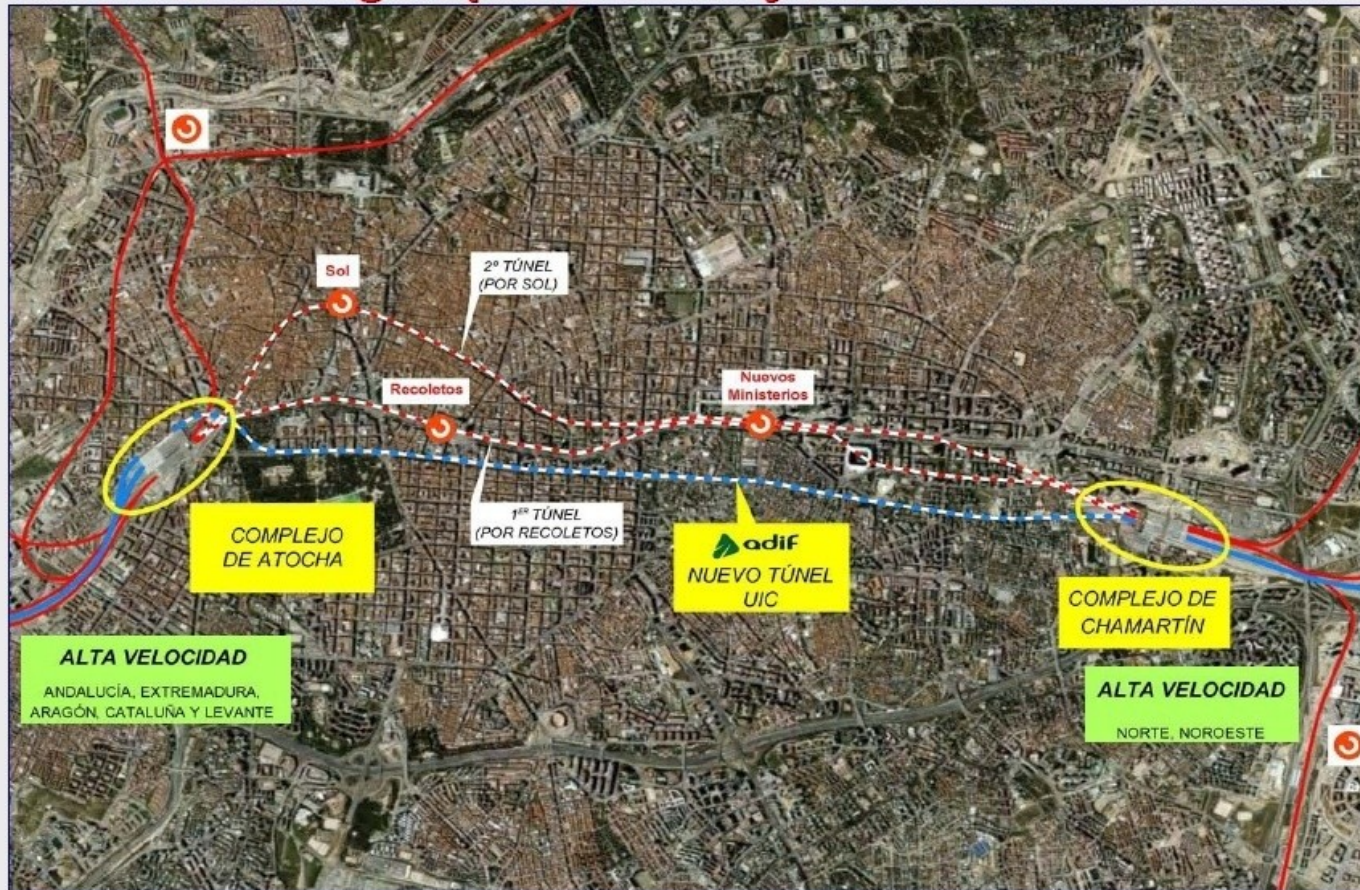 Sol
2º TÚNEL
(POR SOL)
Recoletos
Nuevos
Ministerios
1ER TÚNEL
(POR RECOLETOS)
COMPLEJO
DE ATOCHA
adif
NUEVO TÚNEL
UIC
COMPLEJO DE
CHAMARTÍN
ALTA VELOCIDAD
ANDALUCÍA, EXTREMADURA,
ARAGÓN, CATALUÑA Y LEVANTE
ALTA VELOCIDAD
NORTE, NOROESTE